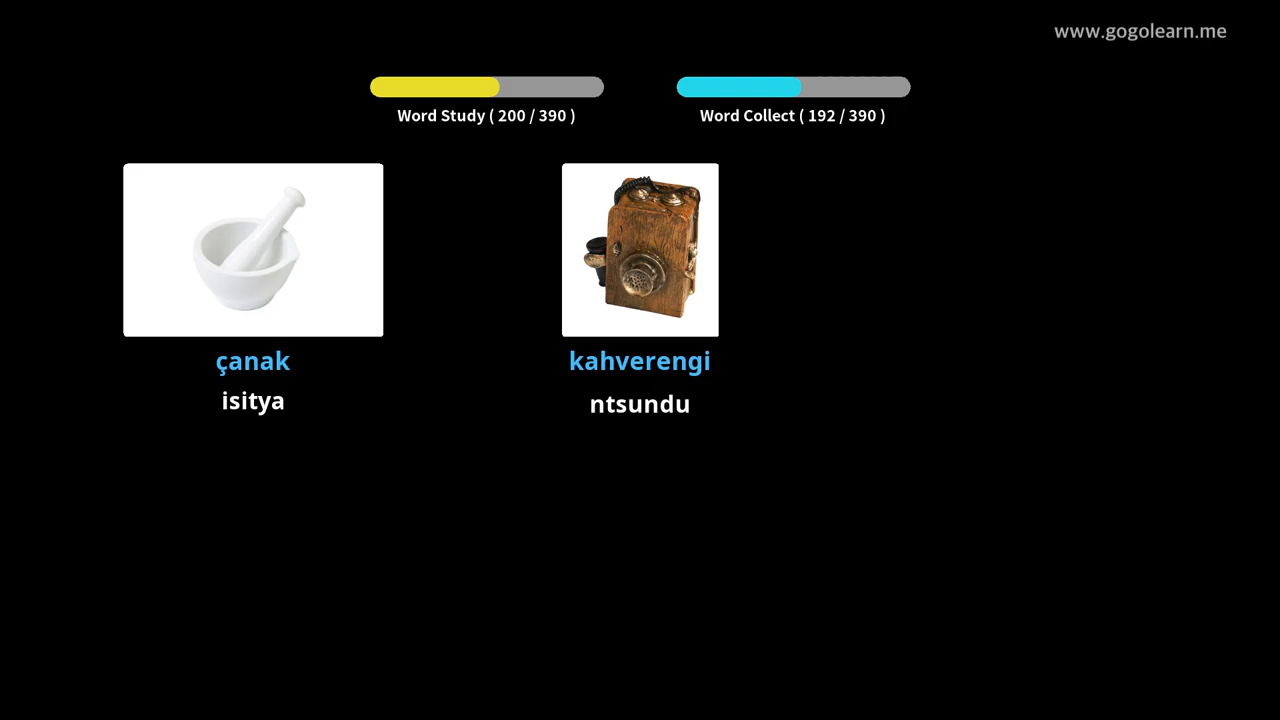 www.gogolearn.me
Word Study ( 200 / 390 )
Word Collect ( 192 / 390 )
çanak
isitya
kahverengi
ntsundu